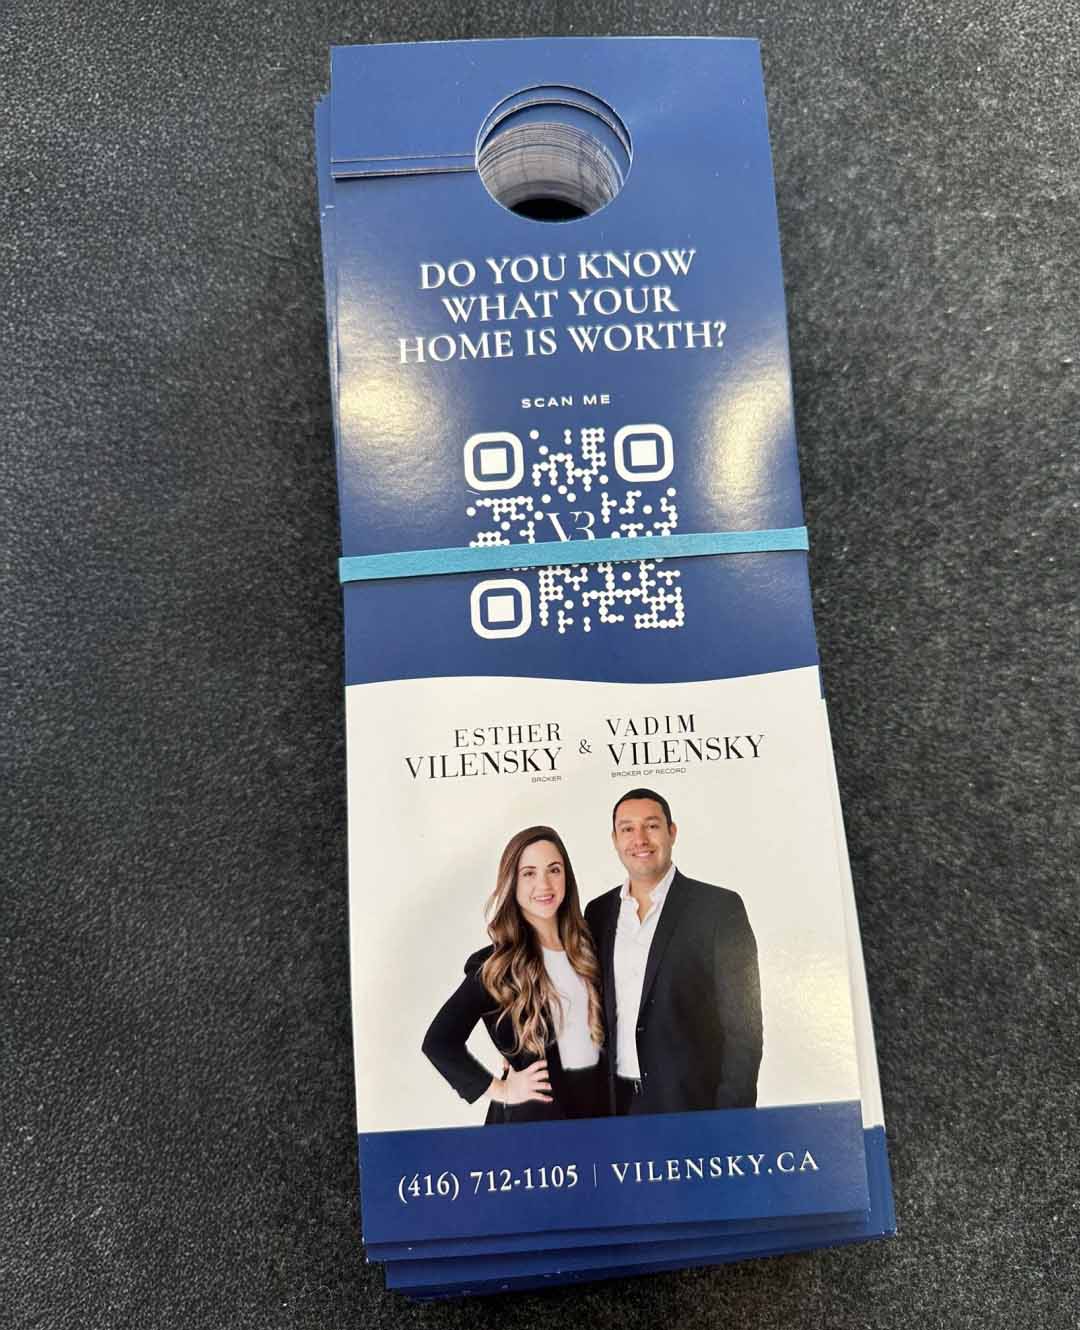 DO YOU KNOW
WHAT YOUR
HOME IS WORTH?
SCAN ME
ESTHER
VILENSKY
BROKER
&
VADIM
VILENSKY
BROKER OF RECORD
(416) 712-1105 | VILENSKY.CA